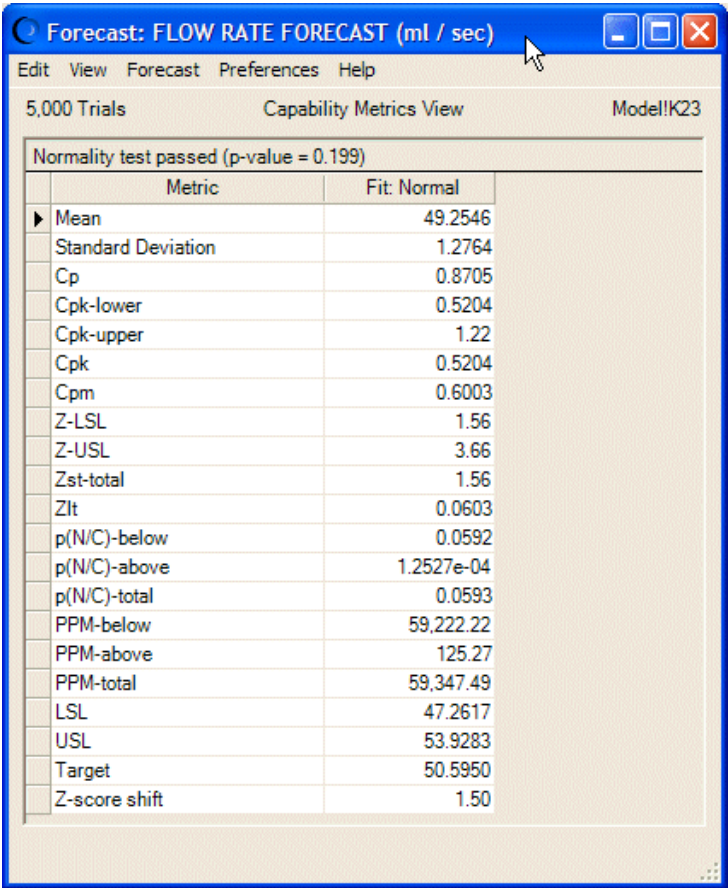 Forecast: FLOW RATE FORECAST (ml / sec)
Edit View Forecast Preferences Help
5,000 Trials Capability Metrics View Model!K23
Normality test passed (p-value = 0.199)
Metric Fit: Normal
Mean 49.2546
Standard Deviation 1.2764
Cp 0.8705
Cpk-lower 0.5204
Cpk-upper 1.22
Cpk 0.5204
Cpm 0.6003
Z-LSL 1.56
Z-USL 3.66
Zst-total 1.56
Zlt 0.0603
p(N/C)-below 0.0592
p(N/C)-above 1.2527e-04
p(N/C)-total 0.0593
PPM-below 59,222.22
PPM-above 125.27
PPM-total 59,347.49
LSL 47.2617
USL 53.9283
Target 50.5950
Z-score shift 1.50